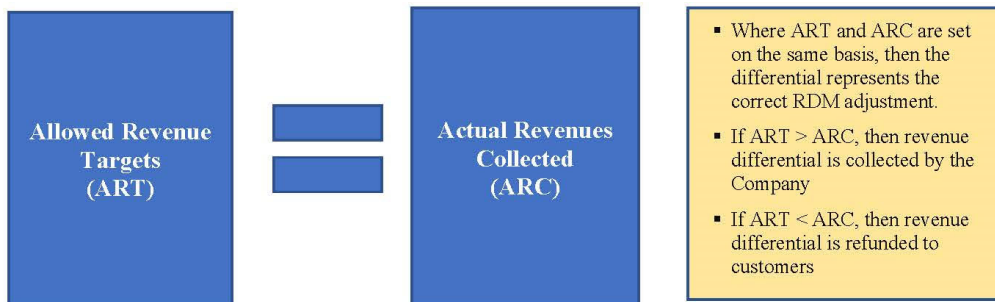 Allowed Revenue
Targets
(ART)
Actual Revenues
Collected
(ARC)
▪ Where ART and ARC are set
on the same basis, then the
differential represents the
correct RDM adjustment.
▪ If ART > ARC, then revenue
differential is collected by the
Company
▪ If ART < ARC, then revenue
differential is refunded to
customers